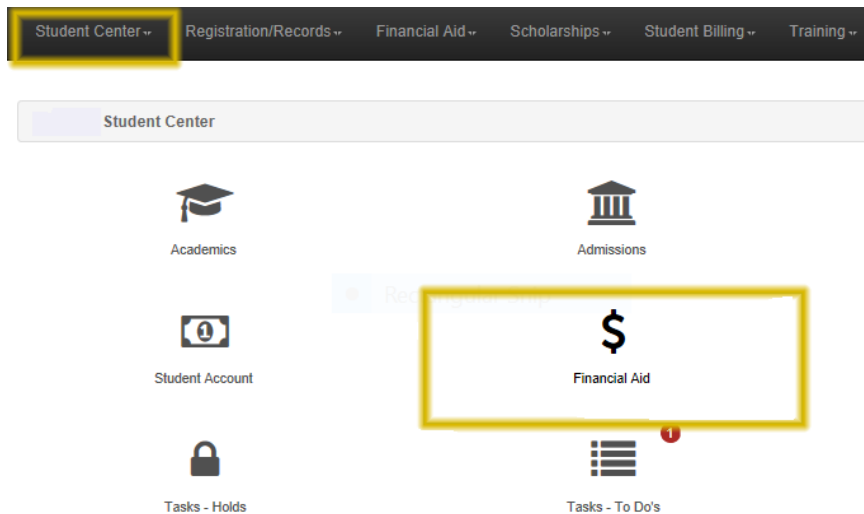 Student Center Registration/Records Financial Aid Scholarships Student Billing Training
Student Center
Academics Admissions
1
Student Account Financial Aid
1
Tasks - Holds Tasks - To Do's